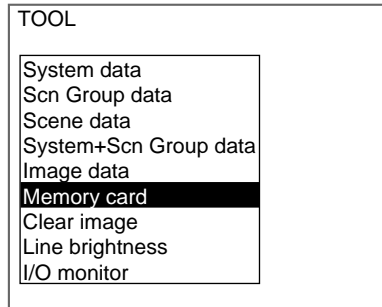 TOOL
System data
Scn Group data
Scene data
System+Scn Group data
Image data
Memory card
Clear image
Line brightness
I/O monitor